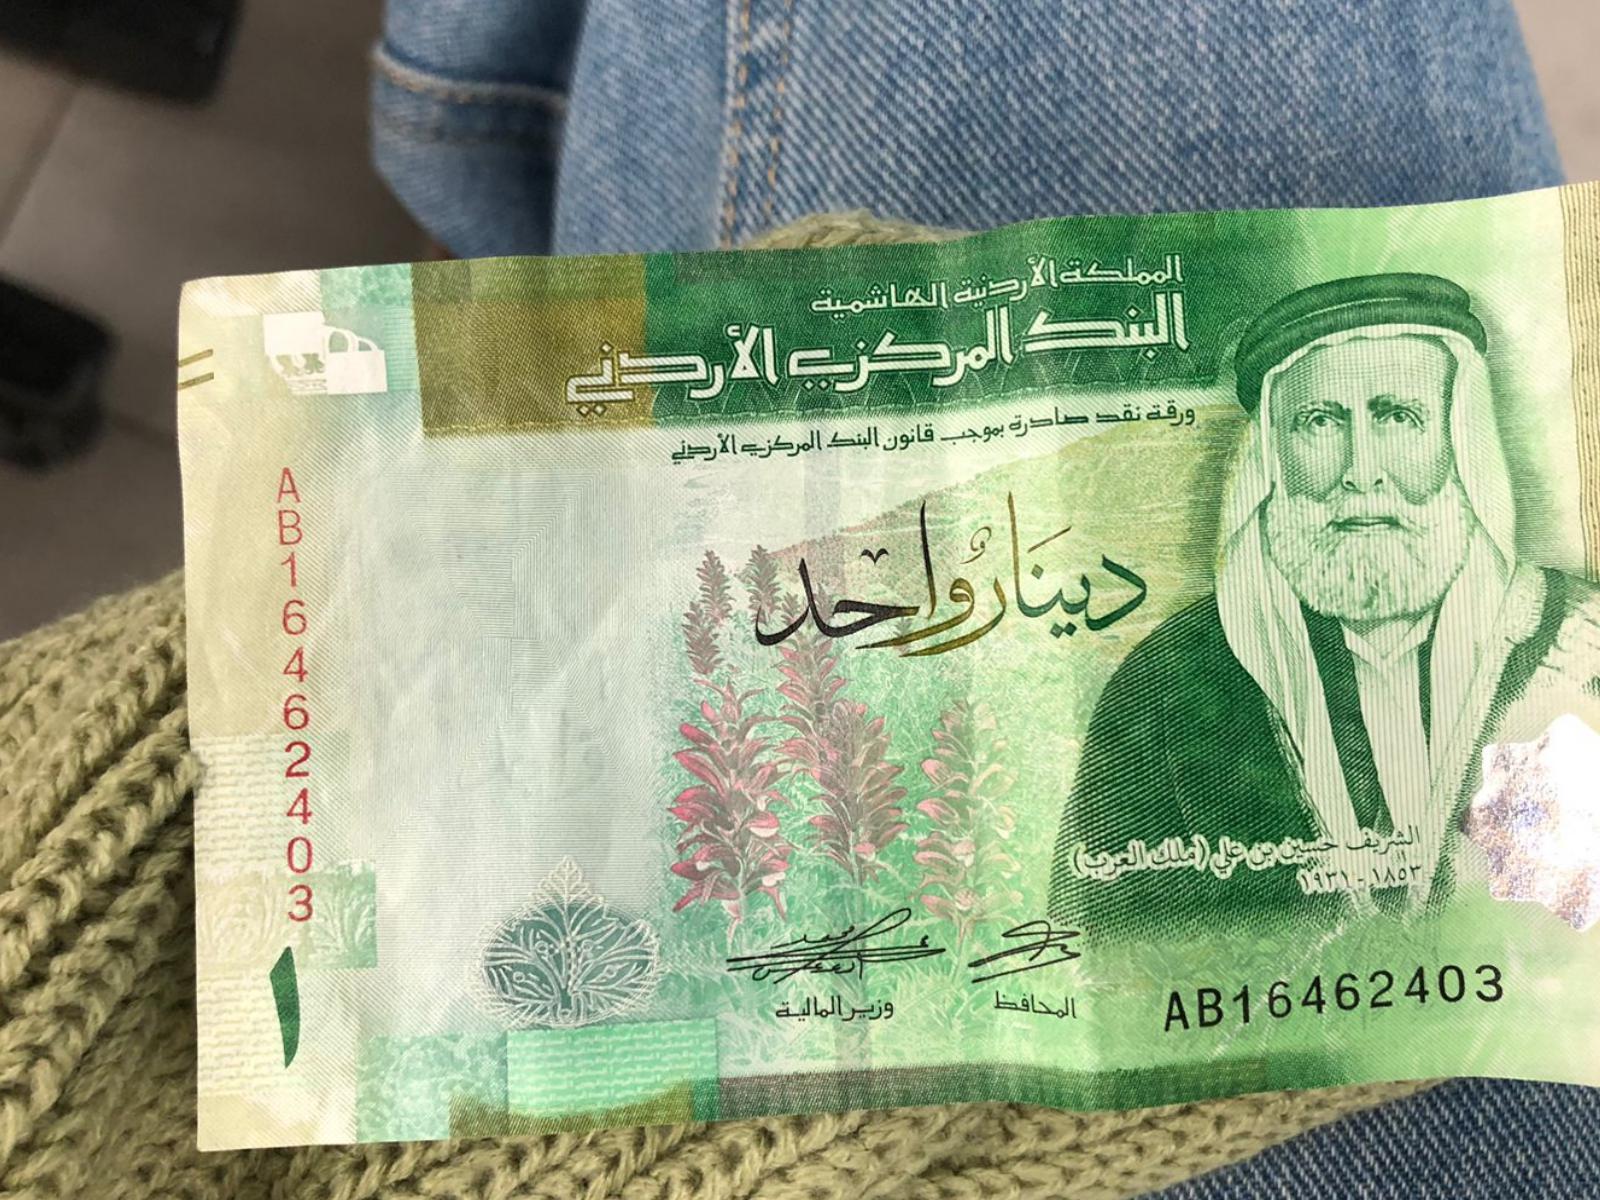 المملكة الأردنية الهاشمية
البنك المركزي الأردني
ورقة نقد صادرة بموجب قانون البنك المركزي الأردني
دينارٌ واحد
الشريف حسين بن علي (ملك العرب)
١٨٥٣ - ١٩٣١
المحافظ
وزير المالية
AB16462403
AB16462403
١